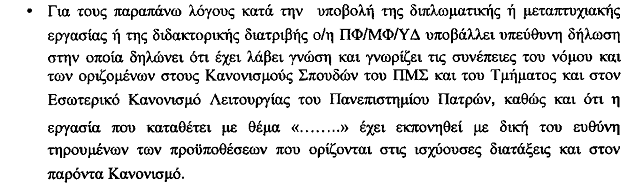 • Για τους παραπάνω λόγους κατά την υποβολή της διπλωματικής ή μεταπτυχιακής
εργασίας ή της διδακτορικής διατριβής ο/η ΠΦ/ΜΦ/ΥΔ υποβάλλει υπεύθυνη δήλωση
στην οποία δηλώνει ότι έχει λάβει γνώση και γνωρίζει τις συνέπειες του νόμου και
των οριζομένων στους Κανονισμούς Σπουδών του ΠΜΣ και του Τμήματος και στον
Εσωτερικό Κανονισμό Λειτουργίας του Πανεπιστημίου Πατρών, καθώς και ότι η
εργασία που καταθέτει με θέμα «........» έχει εκπονηθεί με δική του ευθύνη
τηρουμένων των προϋποθέσεων που ορίζονται στις ισχύουσες διατάξεις και στον
παρόντα Κανονισμό.